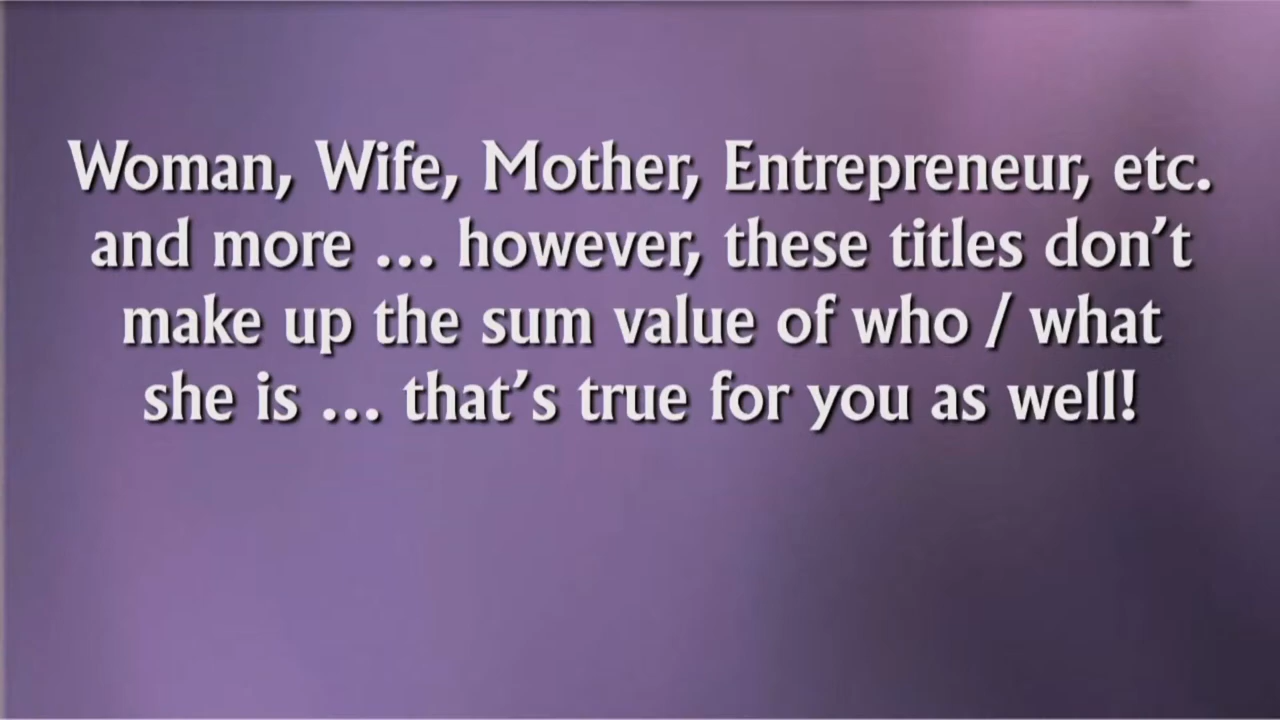 Woman, Wife, Mother, Entrepreneur, etc.
and more ... however, these titles don’t
make up the sum value of who / what
she is ... that’s true for you as well!